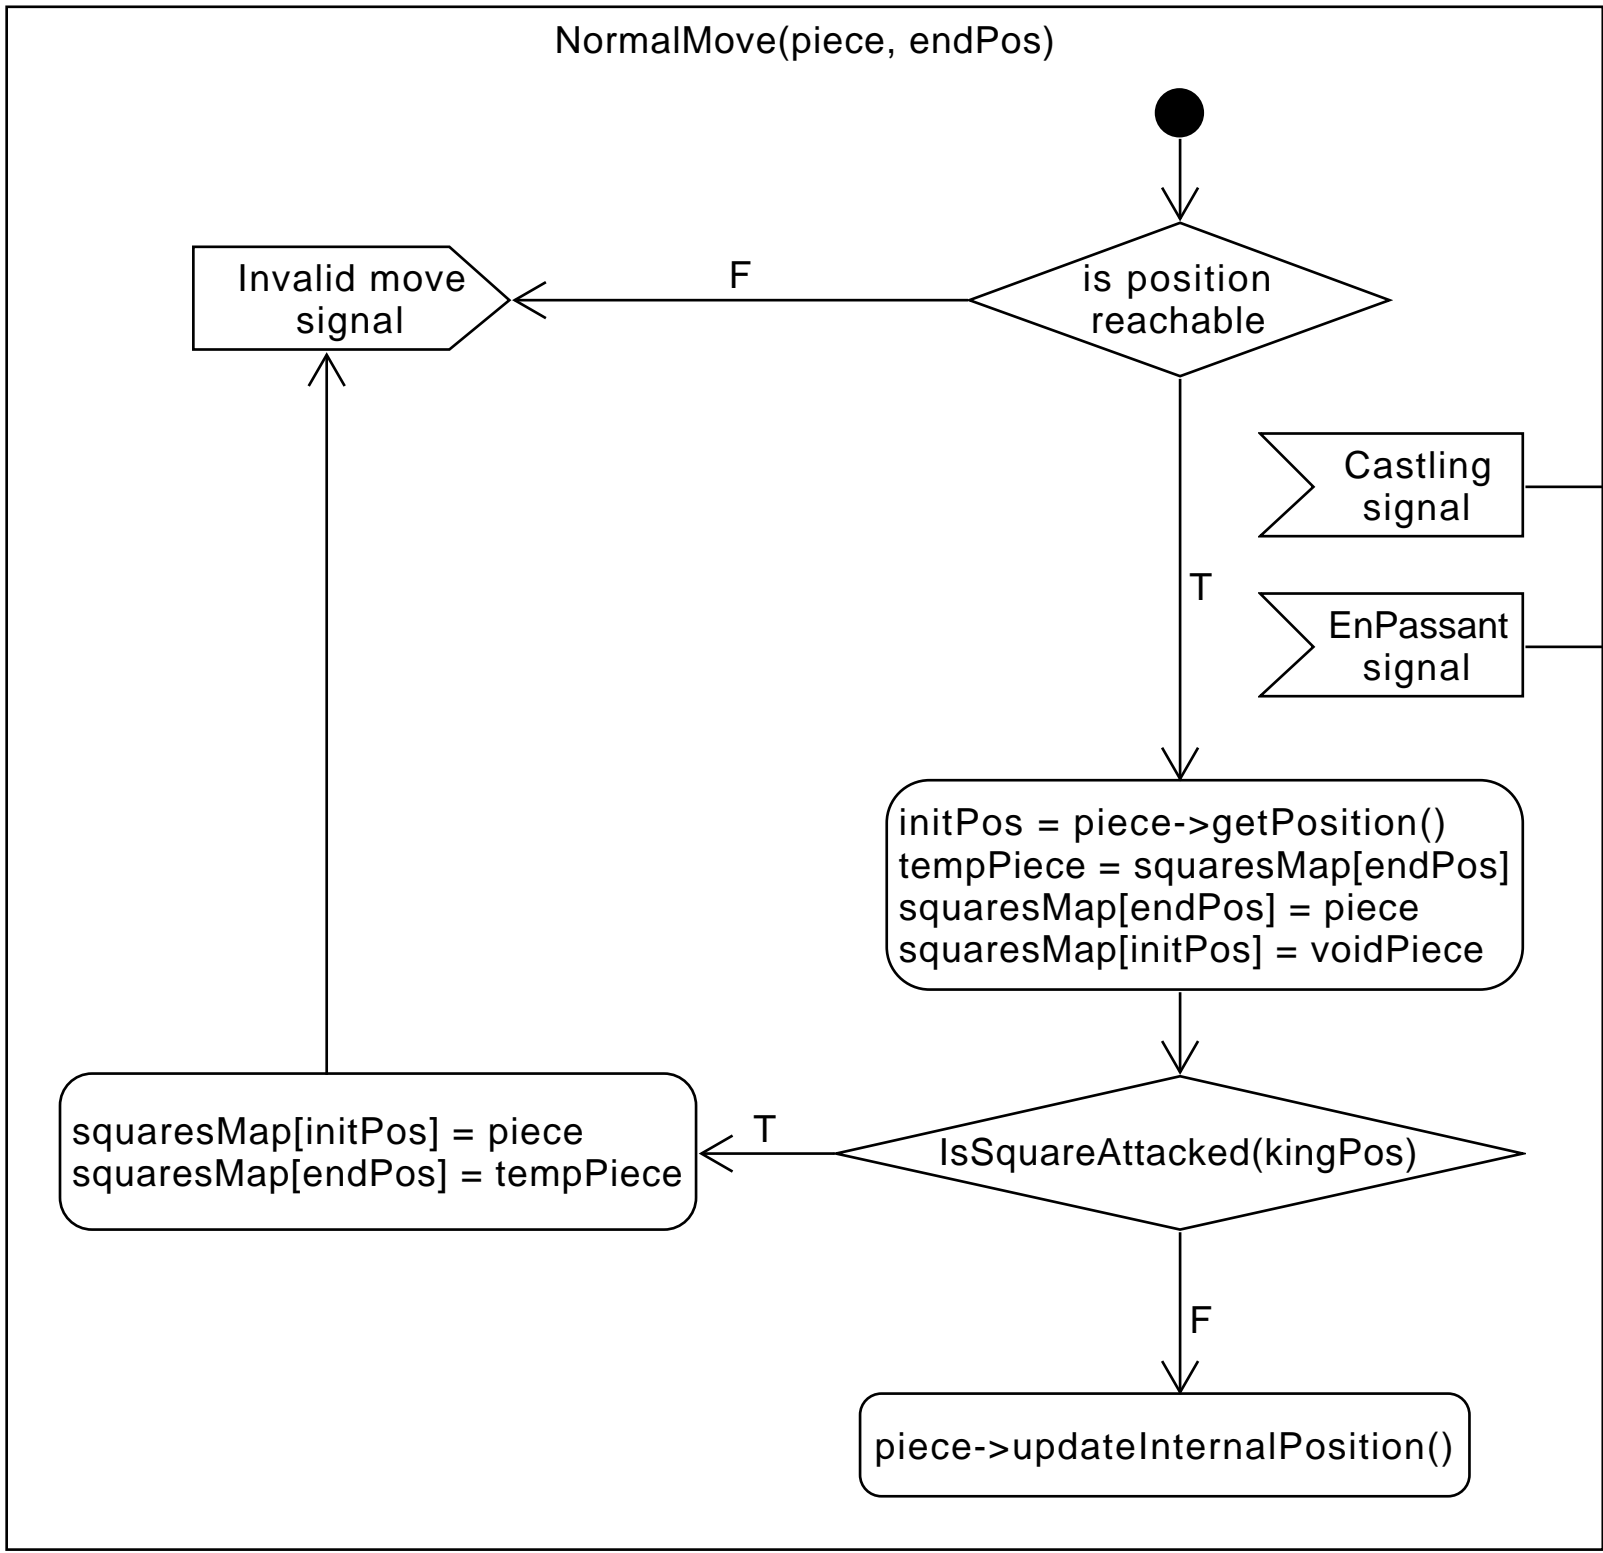 NormalMove(piece, endPos)
Invalid move
signal
F
is position
reachable
Castling
signal
T
EnPassant
signal
initPos = piece->getPosition()
tempPiece = squaresMap[endPos]
squaresMap[endPos] = piece
squaresMap[initPos] = voidPiece
squaresMap[initPos] = piece
squaresMap[endPos] = tempPiece
T
IsSquareAttacked(kingPos)
F
piece->updateInternalPosition()